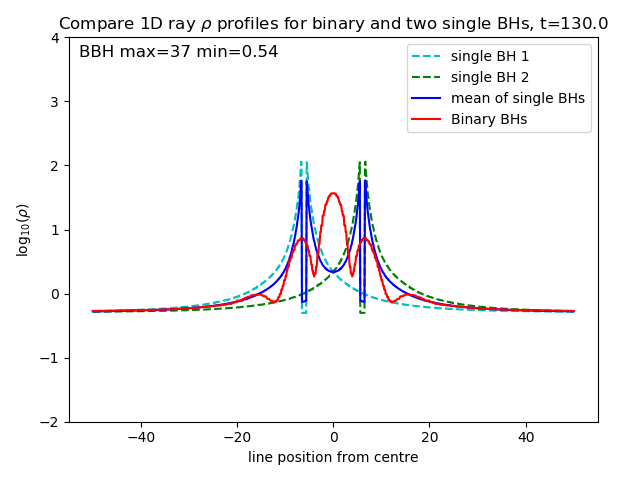 Compare 1D ray ρ profiles for binary and two single BHs, t=130.0
BBH max=37 min=0.54
single BH 1
single BH 2
mean of single BHs
Binary BHs
log₁₀(ρ)
4
3
2
1
0
−1
−2
−40 −20 0 20 40
line position from centre